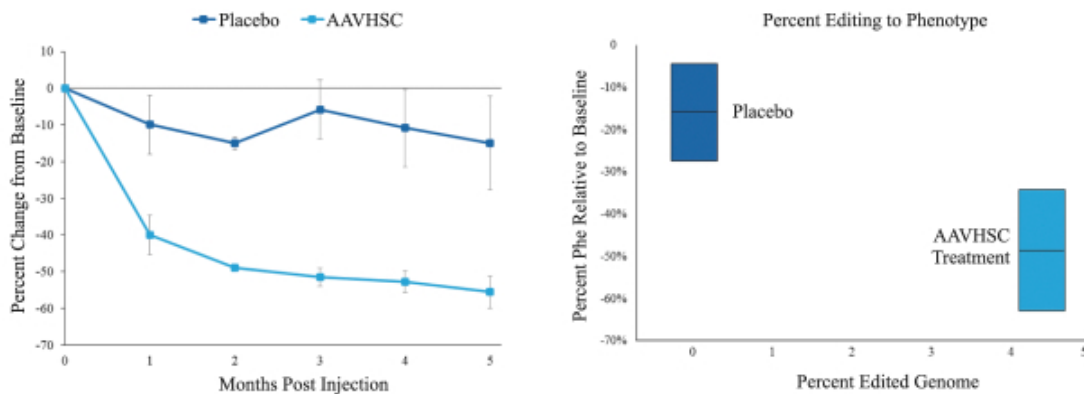 Placebo AAVHSC
Percent Change from Baseline
10
0
-10
-20
-30
-40
-50
-60
-70
0 1 2 3 4 5
Months Post Injection
Percent Editing to Phenotype
Percent Phe Relative to Baseline
0
-10%
-20%
-30%
-40%
-50%
-60%
-70%
Placebo
AAVHSC
Treatment
0 1 2 3 4 5
Percent Edited Genome